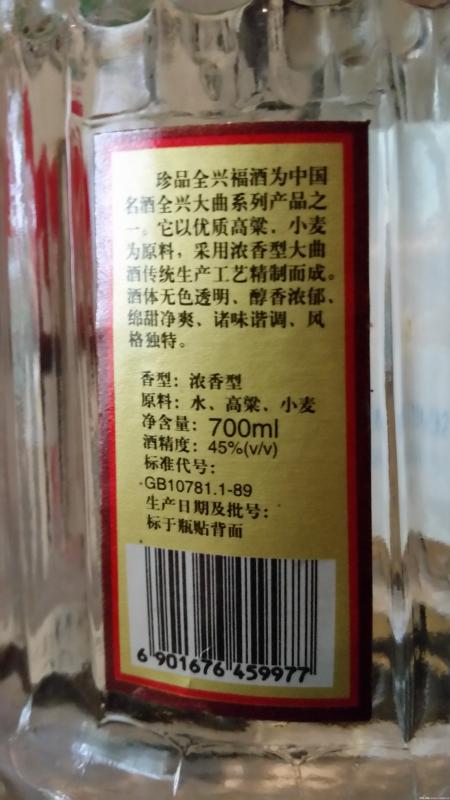 珍品全兴福酒为中国
名酒全兴大曲系列产品之
一。它以优质高粱、小麦
为原料，采用浓香型大曲
酒传统生产工艺精制而成。
酒体无色透明、醇香浓郁、
绵甜净爽、诸味谐调、风
格独特。
香型：浓香型
原料：水、高粱、小麦
净含量：700ml
酒精度：45%(v/v)
标准代号：
GB10781.1-89
生产日期及批号：
标于瓶贴背面
6 901676 459977